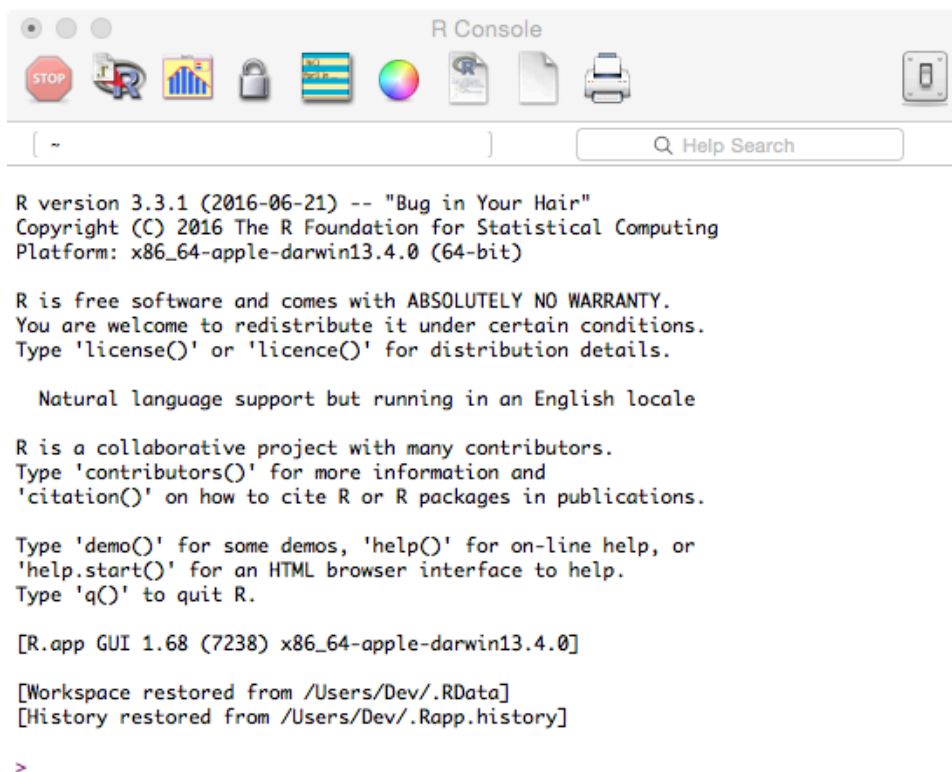 R Console
STOP
~
Help Search
R version 3.3.1 (2016-06-21) -- "Bug in Your Hair"
Copyright (C) 2016 The R Foundation for Statistical Computing
Platform: x86_64-apple-darwin13.4.0 (64-bit)
R is free software and comes with ABSOLUTELY NO WARRANTY.
You are welcome to redistribute it under certain conditions.
Type 'license()' or 'licence()' for distribution details.
Natural language support but running in an English locale
R is a collaborative project with many contributors.
Type 'contributors()' for more information and
'citation()' on how to cite R or R packages in publications.
Type 'demo()' for some demos, 'help()' for on-line help, or
'help.start()' for an HTML browser interface to help.
Type 'q()' to quit R.
[R.app GUI 1.68 (7238) x86_64-apple-darwin13.4.0]
[Workspace restored from /Users/Dev/.RData]
[History restored from /Users/Dev/.Rapp.history]
>